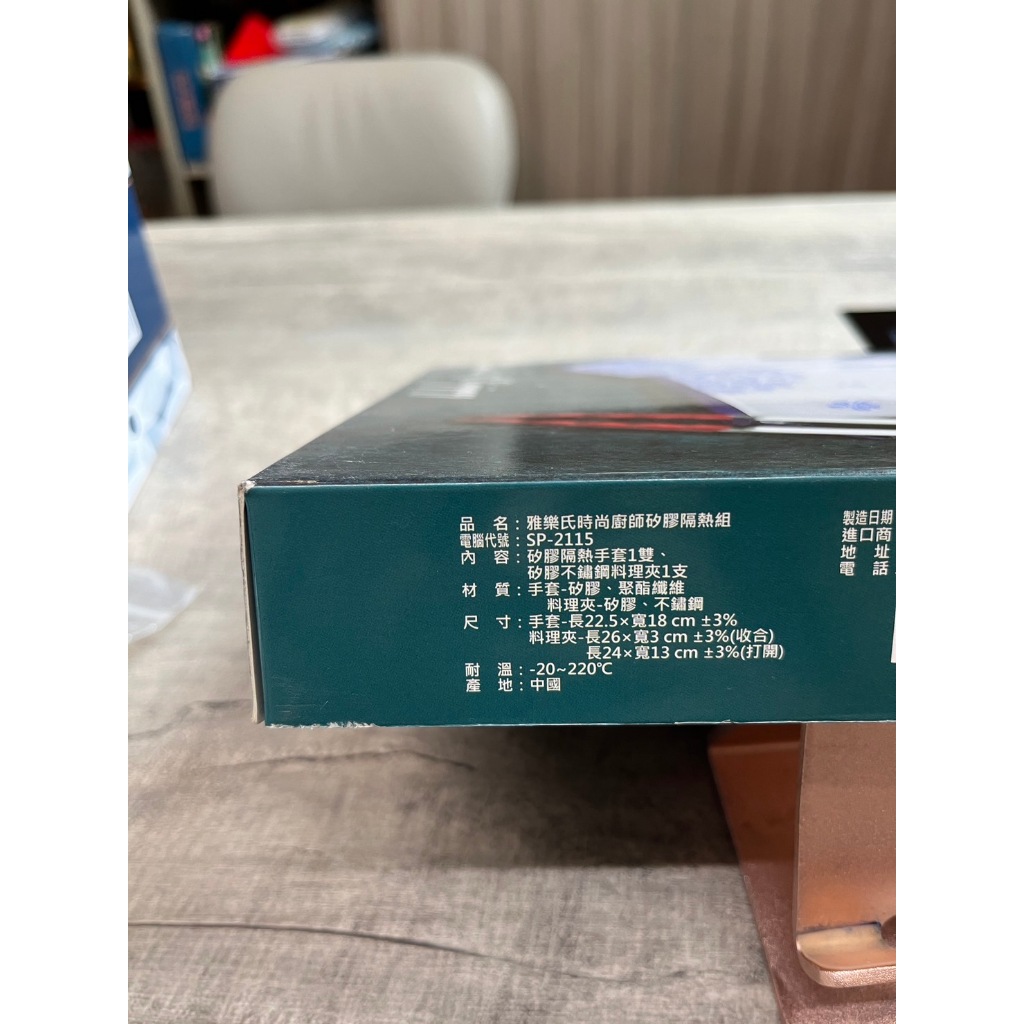 品 名：雅樂氏時尚廚師矽膠隔熱組
電腦代號：SP-2115
內 容：矽膠隔熱手套1雙、
矽膠不鏽鋼料理夾1支
材 質：手套-矽膠、聚酯纖維
料理夾-矽膠、不鏽鋼
尺 寸：手套-長22.5×寬18 cm ±3%
料理夾-長26×寬3 cm ±3%(收合)
長24×寬13 cm ±3%(打開)
耐 溫：-20~220℃
產 地：中國
製造日期
進口商
地 址
電 話